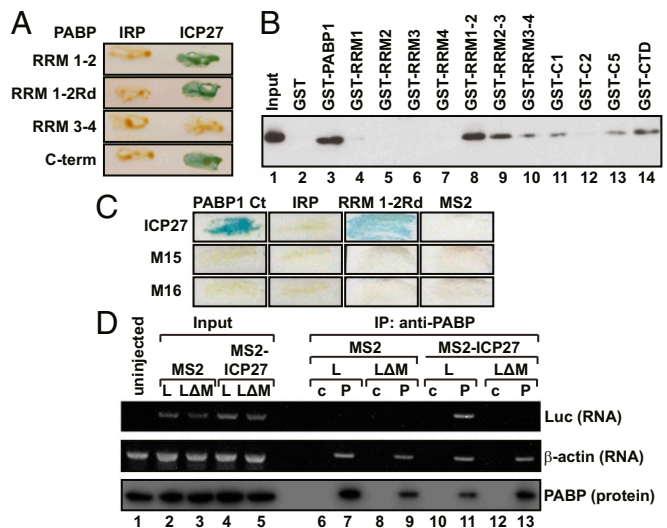 A
PABP IRP ICP27
RRM 1-2
RRM 1-2Rd
RRM 3-4
C-term
B
Input
GST
GST-PABP1
GST-RRM1
GST-RRM2
GST-RRM3
GST-RRM4
GST-RRM1-2
GST-RRM2-3
GST-RRM3-4
GST-C1
GST-C2
GST-C5
GST-CTD
1 2 3 4 5 6 7 8 9 10 11 12 13 14
C
PABP1 Ct IRP RRM 1-2Rd MS2
ICP27
M15
M16
D
uninjected
Input IP: anti-PABP
MS2 MS2-ICP27 MS2 MS2-ICP27
L LΔM L LΔM L LΔM L LΔM
c P c P c P c P
Luc (RNA)
β-actin (RNA)
PABP (protein)
1 2 3 4 5 6 7 8 9 10 11 12 13